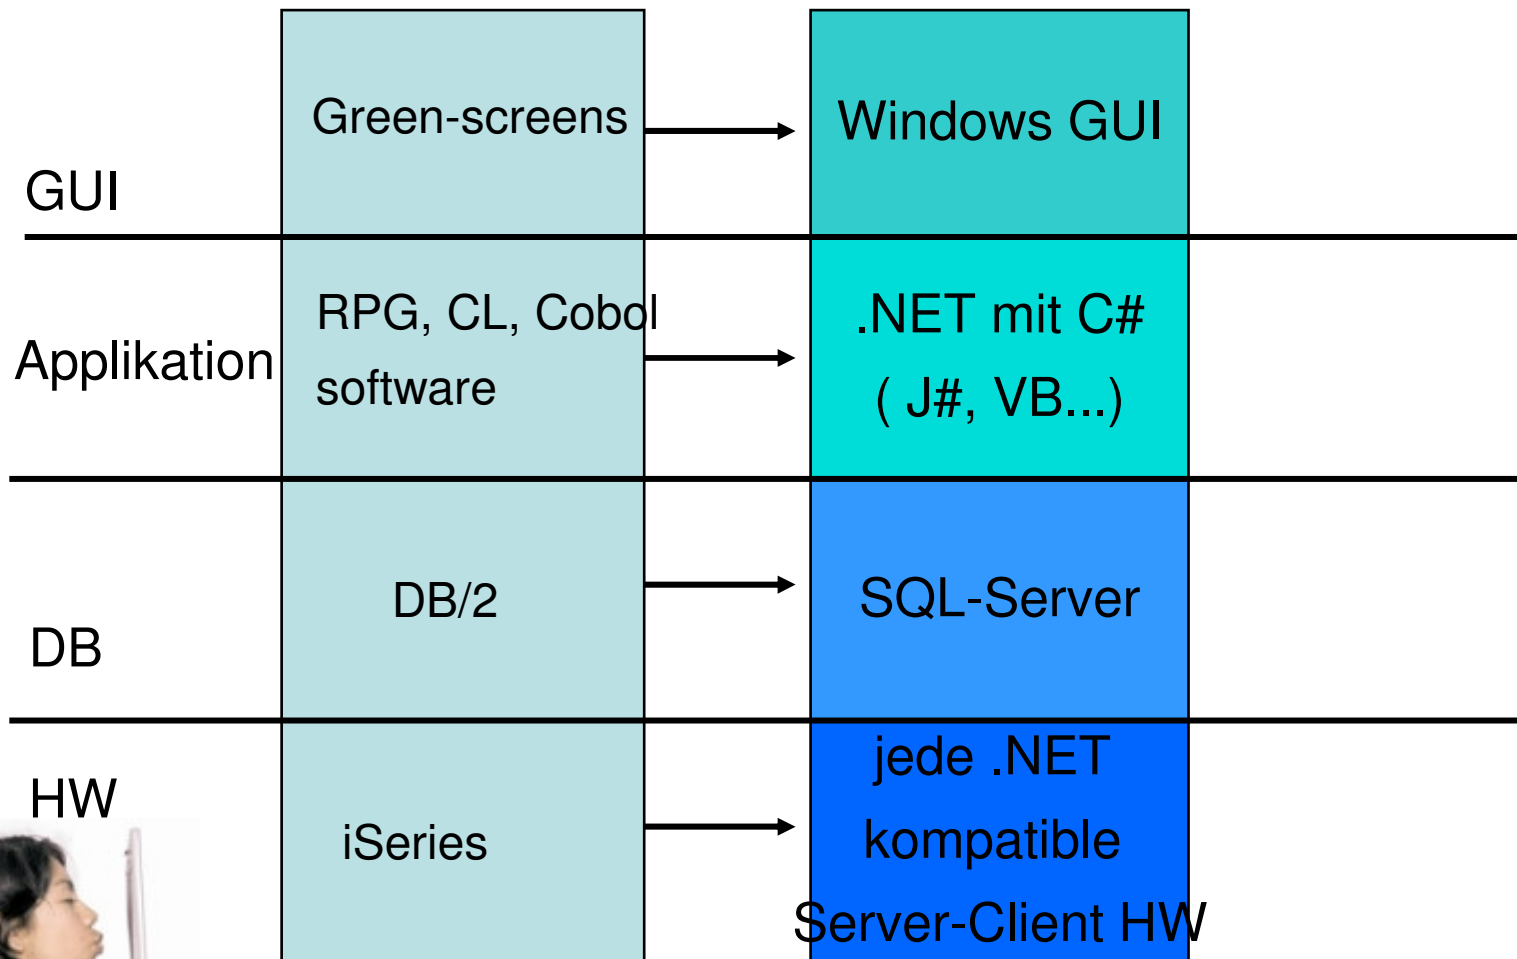 GUI
Green-screens
Windows GUI
Applikation
RPG, CL, Cobol
software
.NET mit C#
( J#, VB...)
DB
DB/2
SQL-Server
HW
iSeries
jede .NET
kompatible
Server-Client HW